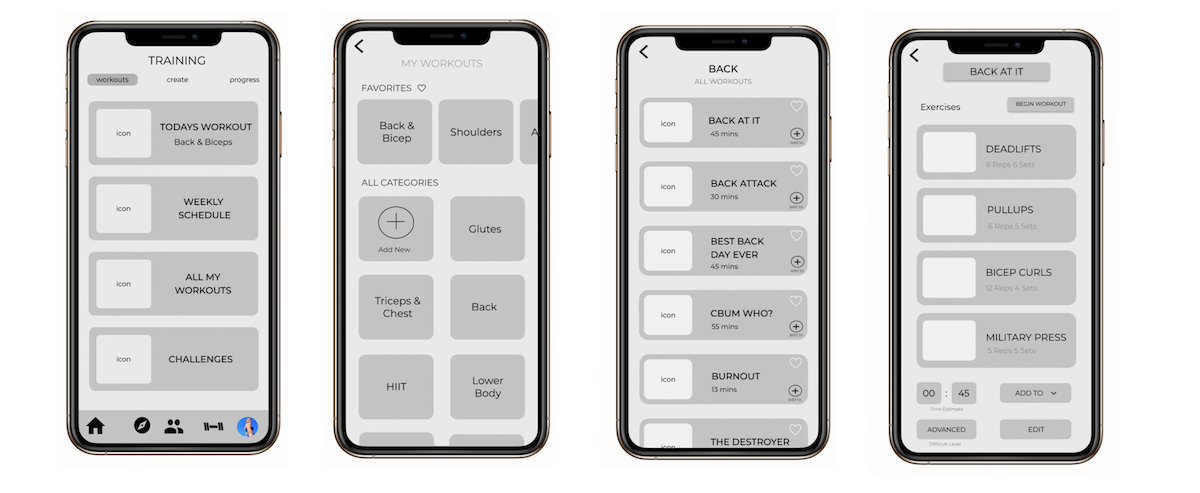 TRAINING
workouts create progress
icon
TODAYS WORKOUT
Back & Biceps
icon
WEEKLY
SCHEDULE
icon
ALL MY
WORKOUTS
icon
CHALLENGES
MY WORKOUTS
FAVORITES
Back &
Bicep
Shoulders
A
ALL CATEGORIES
Add New
Glutes
Triceps &
Chest
Back
HIIT
Lower
Body
BACK
ALL WORKOUTS
icon
BACK AT IT
45 mins
add to
icon
BACK ATTACK
30 mins
add to
icon
BEST BACK
DAY EVER
45 mins
add to
icon
CBUM WHO?
55 mins
add to
icon
BURNOUT
13 mins
add to
icon
THE DESTROYER
BACK AT IT
Exercises
BEGIN WORKOUT
DEADLIFTS
6 Reps 6 Sets
PULLUPS
6 Reps 5 Sets
BICEP CURLS
12 Reps 4 Sets
MILITARY PRESS
5 Reps 5 Sets
00 : 45
Time Estimate
ADD TO
ADVANCED
Difficult Level
EDIT